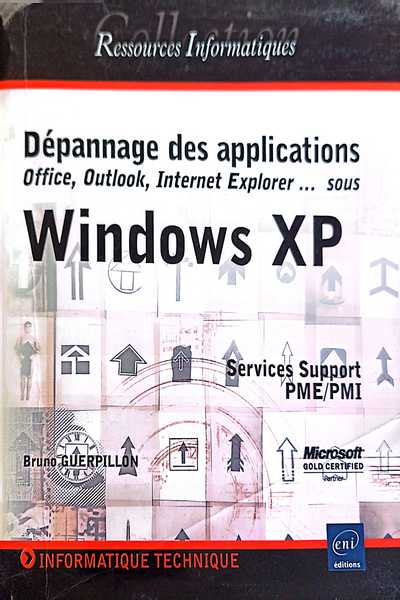 Collection
Ressources Informatiques
Dépannage des applications
Office, Outlook, Internet Explorer ... sous
Windows XP
Services Support
PME/PMI
Bruno GUERPILLON
Microsoft
GOLD CERTIFIED
Partner
eni
éditions
INFORMATIQUE TECHNIQUE